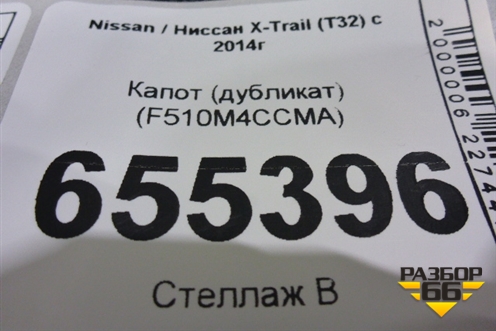 Nissan / Ниссан X-Trail (T32) с
2014г
Капот (дубликат)
(F510M4CCMA)
655396
Стеллаж В
РАЗБОР
66